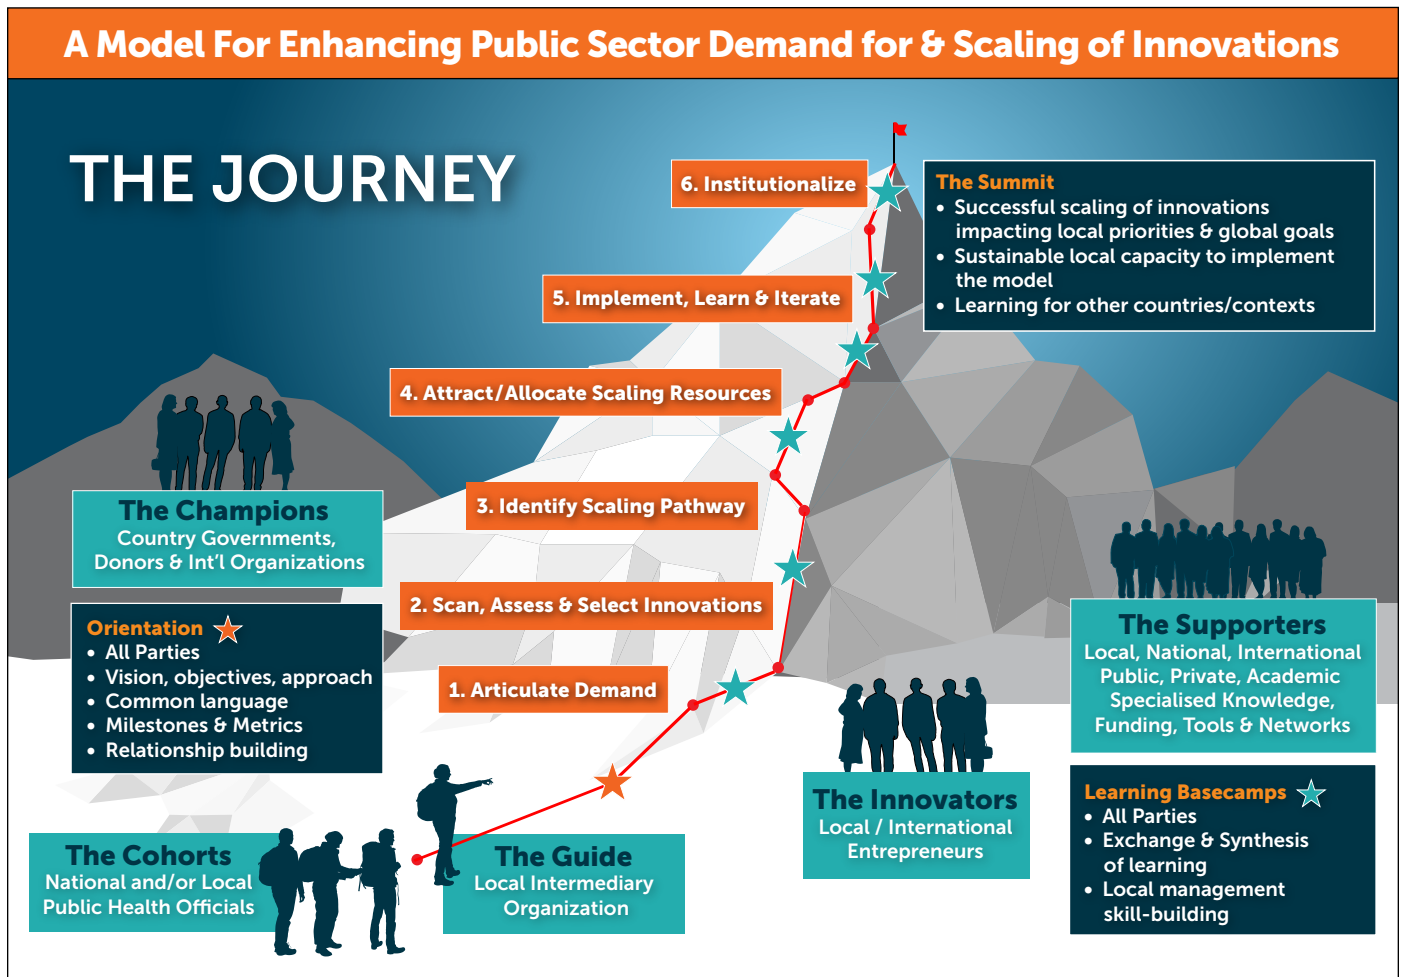 A Model For Enhancing Public Sector Demand for & Scaling of Innovations
THE JOURNEY
6. Institutionalize
The Summit
• Successful scaling of innovations
impacting local priorities & global goals
• Sustainable local capacity to implement
the model
• Learning for other countries/contexts
5. Implement, Learn & Iterate
4. Attract/Allocate Scaling Resources
3. Identify Scaling Pathway
2. Scan, Assess & Select Innovations
1. Articulate Demand
The Champions
Country Governments,
Donors & Int'l Organizations
Orientation
• All Parties
• Vision, objectives, approach
• Common language
• Milestones & Metrics
• Relationship building
The Supporters
Local, National, International
Public, Private, Academic
Specialised Knowledge,
Funding, Tools & Networks
The Innovators
Local / International
Entrepreneurs
Learning Basecamps
• All Parties
• Exchange & Synthesis
of learning
• Local management
skill-building
The Cohorts
National and/or Local
Public Health Officials
The Guide
Local Intermediary
Organization